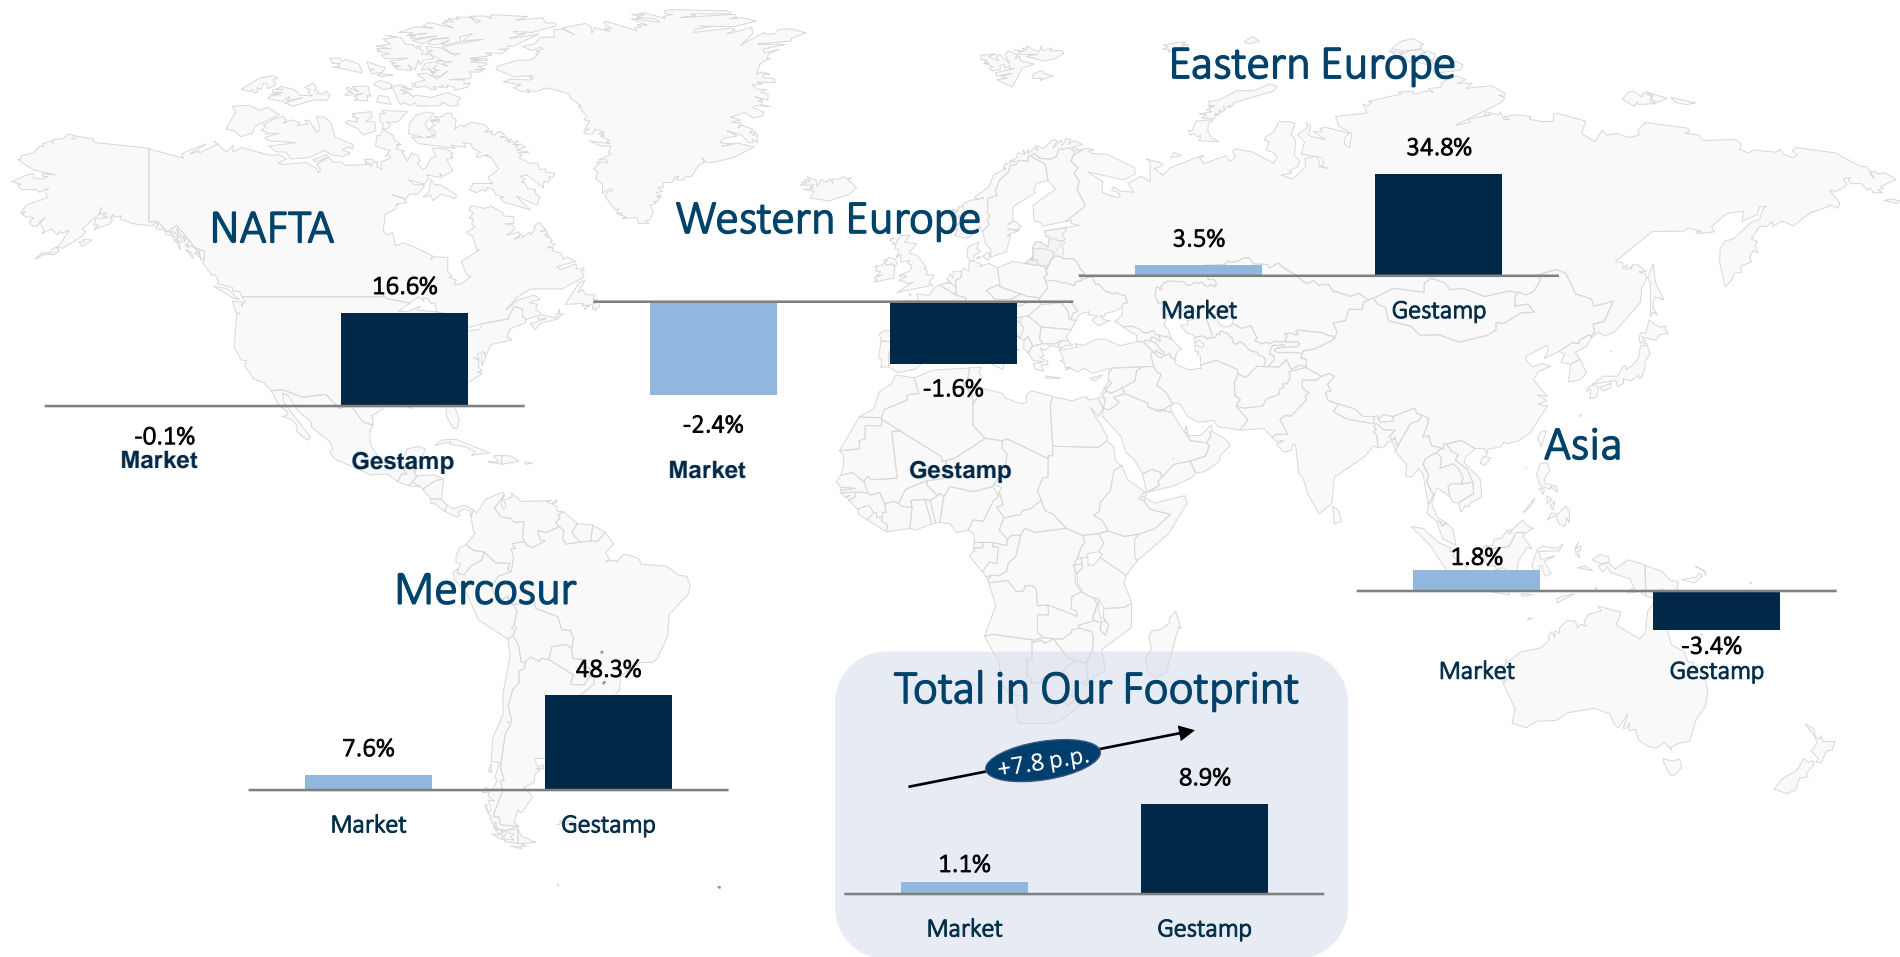 Eastern Europe
34.8%
3.5%
Market
Gestamp
NAFTA
16.6%
-0.1%
Market
Gestamp
Western Europe
-1.6%
-2.4%
Market
Gestamp
Asia
1.8%
-3.4%
Market
Gestamp
Mercosur
48.3%
7.6%
Market
Gestamp
Total in Our Footprint
+7.8 p.p.
8.9%
1.1%
Market
Gestamp